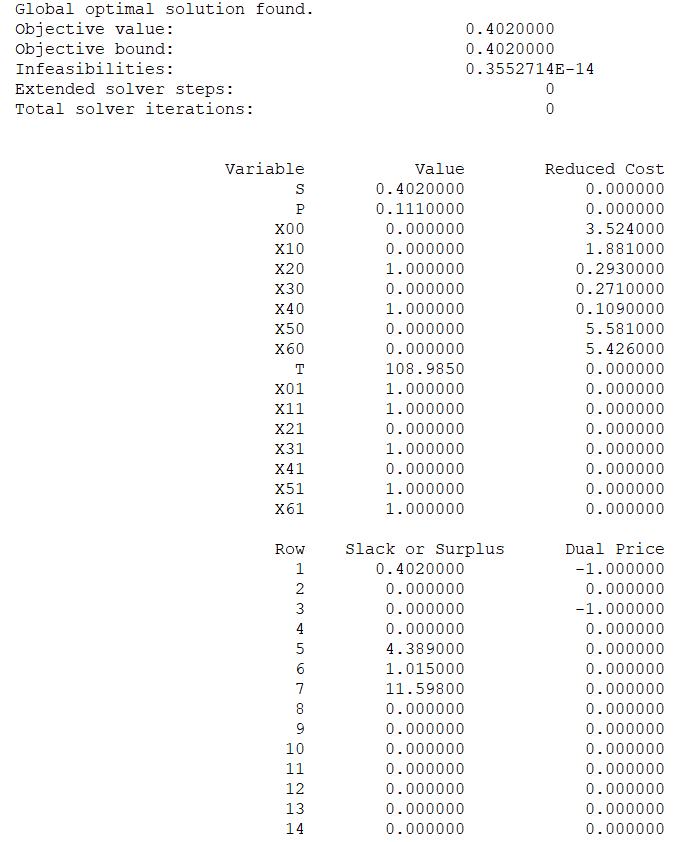 Global optimal solution found.
Objective value: 0.4020000
Objective bound: 0.4020000
Infeasibilities: 0.3552714E-14
Extended solver steps: 0
Total solver iterations: 0
Variable Value Reduced Cost
S 0.4020000 0.000000
P 0.1110000 0.000000
X00 0.000000 3.524000
X10 0.000000 1.881000
X20 1.000000 0.2930000
X30 0.000000 0.2710000
X40 1.000000 0.1090000
X50 0.000000 5.581000
X60 0.000000 5.426000
T 108.9850 0.000000
X01 1.000000 0.000000
X11 1.000000 0.000000
X21 0.000000 0.000000
X31 1.000000 0.000000
X41 0.000000 0.000000
X51 1.000000 0.000000
X61 1.000000 0.000000
Row Slack or Surplus Dual Price
1 0.4020000 -1.000000
2 0.000000 0.000000
3 0.000000 -1.000000
4 0.000000 0.000000
5 4.389000 0.000000
6 1.015000 0.000000
7 11.59800 0.000000
8 0.000000 0.000000
9 0.000000 0.000000
10 0.000000 0.000000
11 0.000000 0.000000
12 0.000000 0.000000
13 0.000000 0.000000
14 0.000000 0.000000